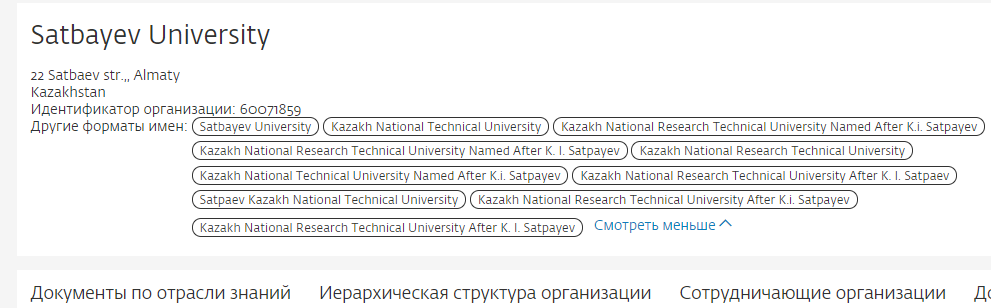 Satbayev University
22 Satbaev str.,, Almaty
Kazakhstan
Идентификатор организации: 60071859
Другие форматы имен: Satbayev University Kazakh National Technical University Kazakh National Research Technical University Named After K.i. Satpayev
Kazakh National Research Technical University Named After K. I. Satpayev Kazakh National Research Technical University
Kazakh National Technical University Named After K.i. Satpayev Kazakh National Research Technical University After K. I. Satpaev
Satpaev Kazakh National Technical University Kazakh National Research Technical University After K.i. Satpayev
Kazakh National Research Technical University After K. I. Satpayev Смотреть меньше
Документы по отрасли знаний Иерархическая структура организации Сотрудничающие организации